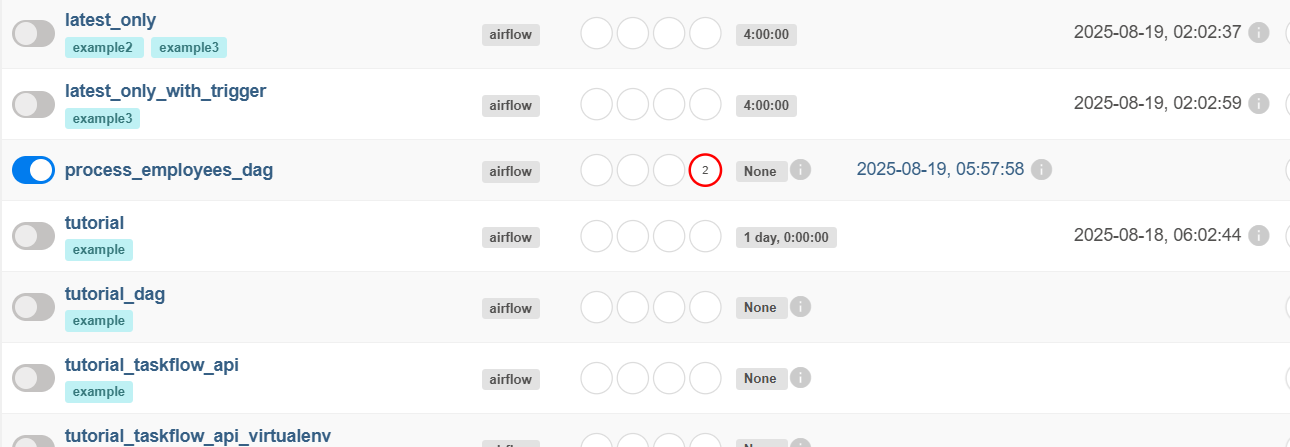 latest_only
example2 example3
airflow
4:00:00
2025-08-19, 02:02:37
latest_only_with_trigger
example3
airflow
4:00:00
2025-08-19, 02:02:59
process_employees_dag
airflow
2
None
2025-08-19, 05:57:58
tutorial
example
airflow
1 day, 0:00:00
2025-08-18, 06:02:44
tutorial_dag
example
airflow
None
tutorial_taskflow_api
example
airflow
None
tutorial_taskflow_api_virtualenv